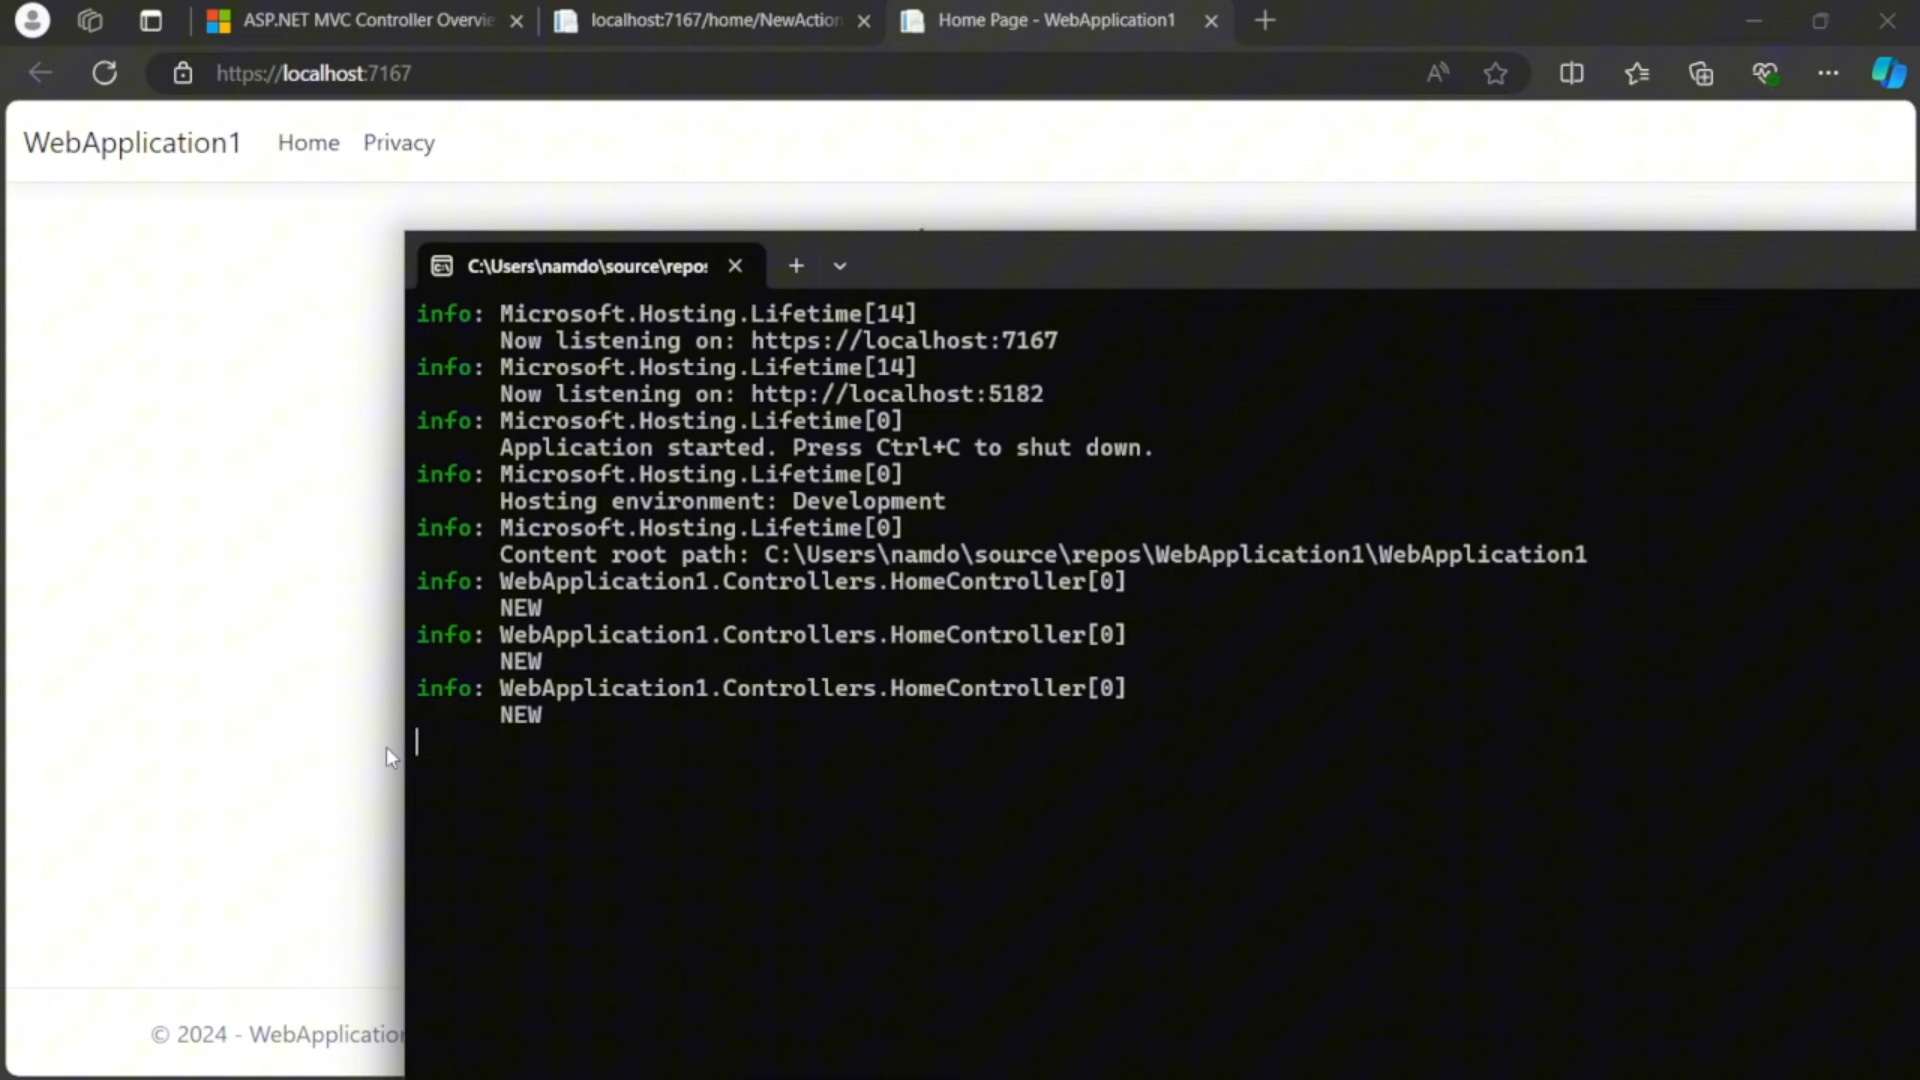 ASP.NET MVC Controller Overvie
localhost:7167/home/NewAction
Home Page - WebApplication1
https://localhost:7167
WebApplication1 Home Privacy
C:\Users\namdo\source\repos
info: Microsoft.Hosting.Lifetime[14]
Now listening on: https://localhost:7167
info: Microsoft.Hosting.Lifetime[14]
Now listening on: http://localhost:5182
info: Microsoft.Hosting.Lifetime[0]
Application started. Press Ctrl+C to shut down.
info: Microsoft.Hosting.Lifetime[0]
Hosting environment: Development
info: Microsoft.Hosting.Lifetime[0]
Content root path: C:\Users\namdo\source\repos\WebApplication1\WebApplication1
info: WebApplication1.Controllers.HomeController[0]
NEW
info: WebApplication1.Controllers.HomeController[0]
NEW
info: WebApplication1.Controllers.HomeController[0]
NEW
© 2024 - WebApplication